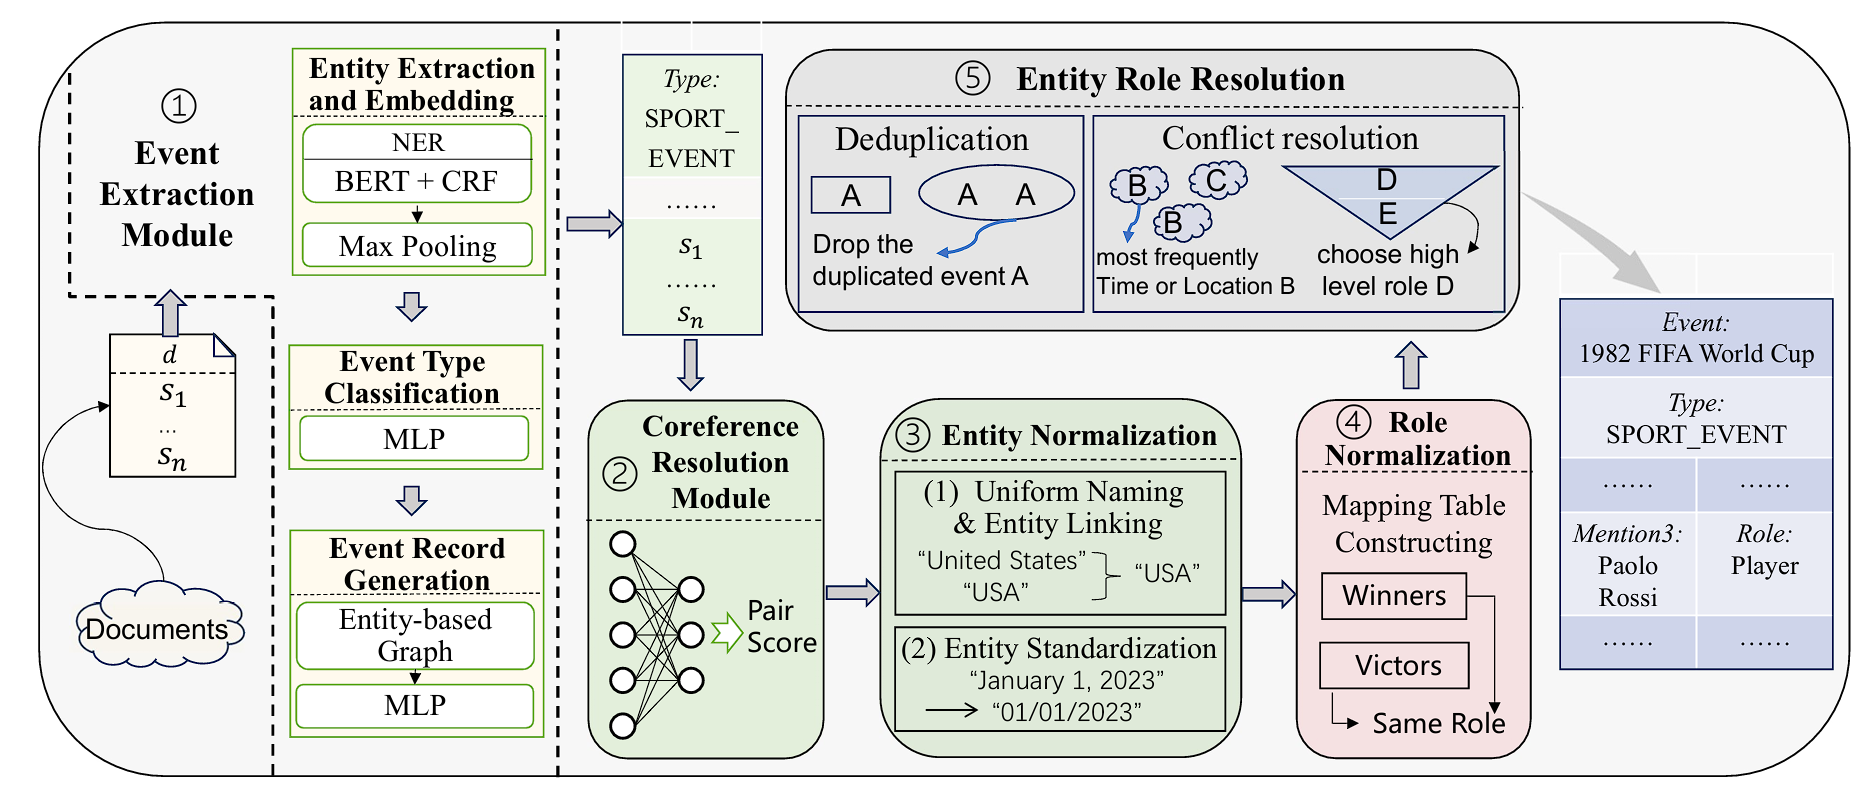 ①
Event
Extraction
Module
d
s1
...
sn
Documents
Entity Extraction
and Embedding
NER
BERT + CRF
Max Pooling
Event Type
Classification
MLP
Event Record
Generation
Entity-based
Graph
MLP
Type:
SPORT_
EVENT
......
s1
......
sn
②
Coreference
Resolution
Module
Pair
Score
③ Entity Normalization
(1) Uniform Naming
& Entity Linking
“United States”
“USA”
“USA”
(2) Entity Standardization
“January 1, 2023”
“01/01/2023”
④ Role
Normalization
Mapping Table
Constructing
Winners
Victors
Same Role
⑤ Entity Role Resolution
Deduplication
A
A A
Drop the
duplicated event A
Conflict resolution
B
C
B
most frequently
Time or Location B
D
E
choose high
level role D
Event:
1982 FIFA World Cup
Type:
SPORT_EVENT
...... ......
Mention3: Role:
Paolo Player
Rossi
...... ......